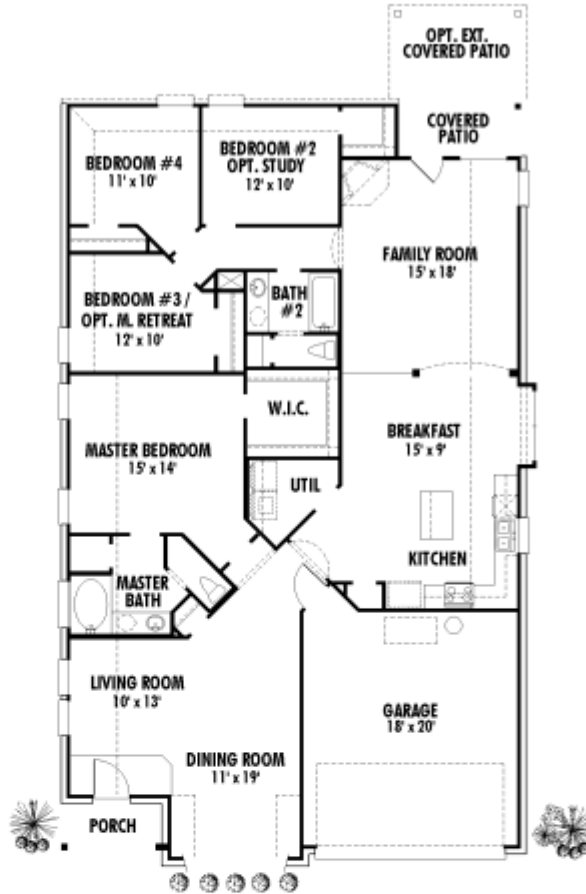 OPT. EXT.
COVERED PATIO
COVERED
PATIO
BEDROOM #4
11' x 10'
BEDROOM #2
OPT. STUDY
12' x 10'
FAMILY ROOM
15' x 18'
BEDROOM #3 /
OPT. M. RETREAT
12' x 10'
BATH
#2
W.I.C.
BREAKFAST
15' x 9'
MASTER BEDROOM
15' x 14'
UTIL
KITCHEN
MASTER
BATH
LIVING ROOM
10' x 13'
GARAGE
18' x 20'
DINING ROOM
11' x 19'
PORCH